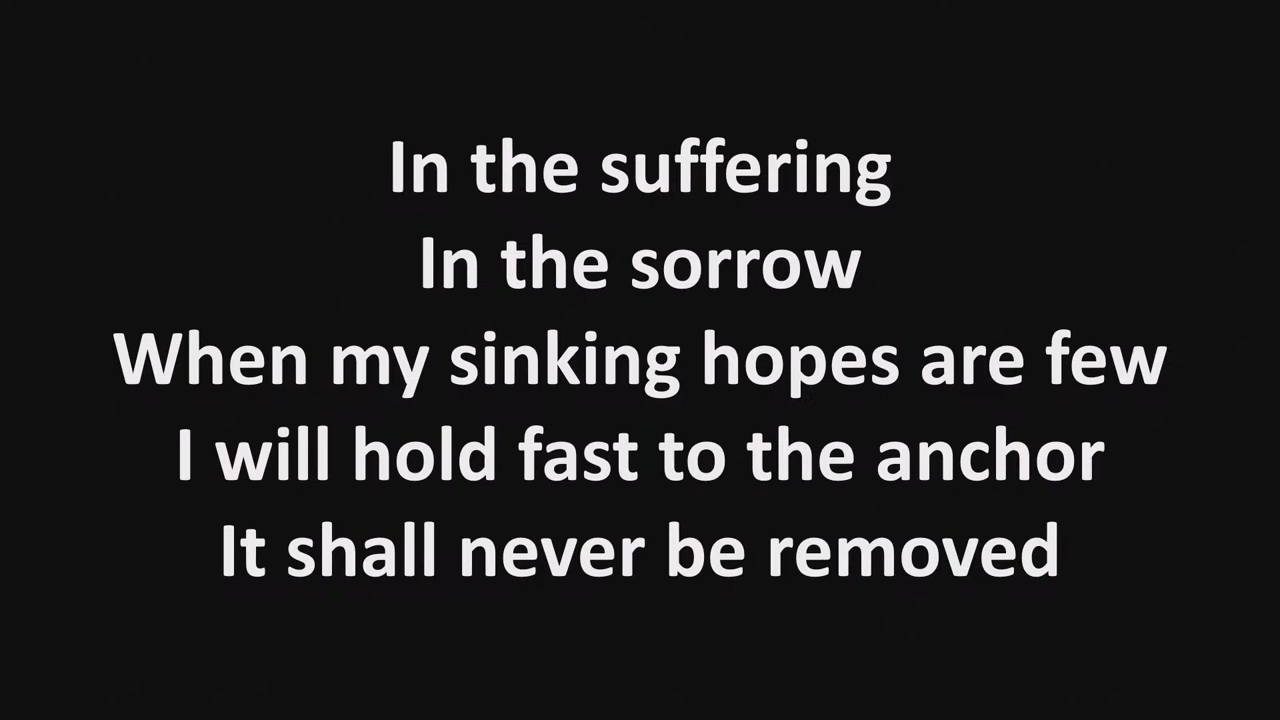 In the suffering
In the sorrow
When my sinking hopes are few
I will hold fast to the anchor
It shall never be removed